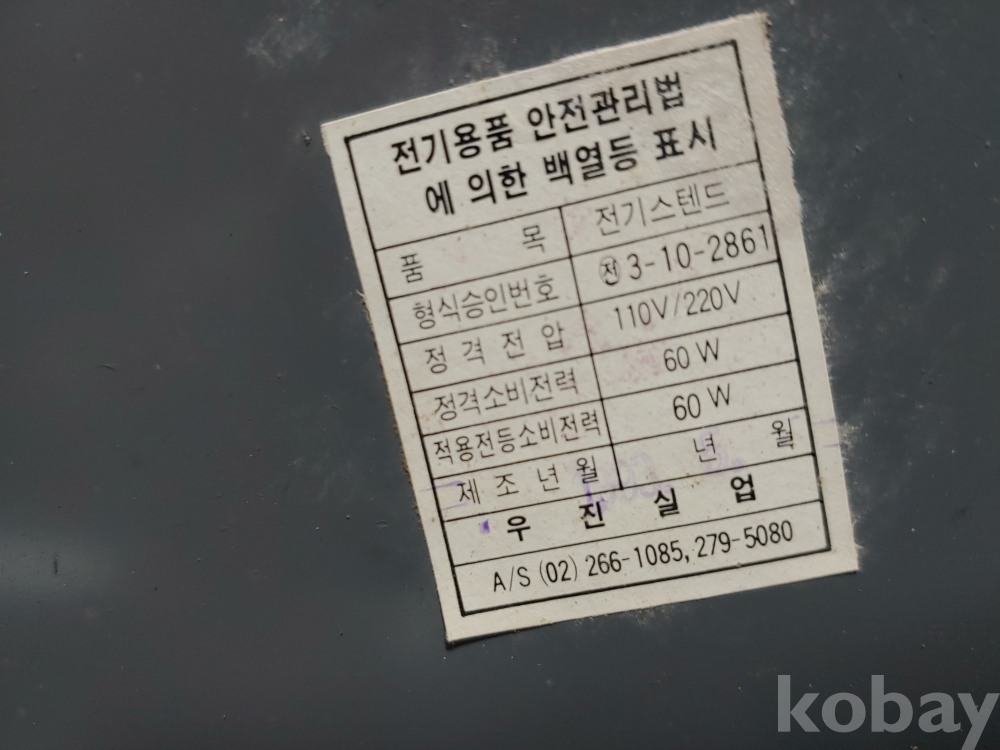 전기용품 안전관리법
에 의한 백열등 표시
품 목 전기스텐드
형식승인번호 전 3-10-2861
정 격 전 압 110V/220V
정격소비전력 60 W
적용전등소비전력 60 W
제 조 년 월 년 월
우 진 실 업
A/S (02) 266-1085, 279-5080
kobay